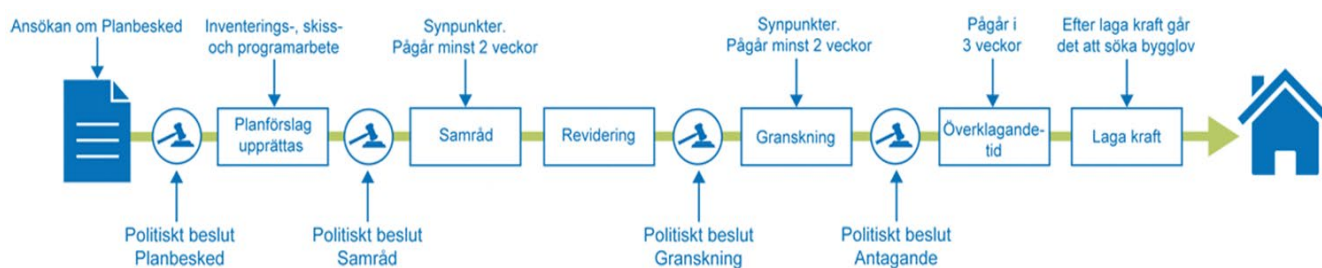 Ansökan om Planbesked
Inventerings-, skiss-
och programarbete
Synpunkter.
Pågår minst 2 veckor
Synpunkter.
Pågår minst 2 veckor
Pågår i
3 veckor
Efter laga kraft går
det att söka bygglov
Planförslag
upprättas
Samråd
Revidering
Granskning
Överklagande-
tid
Laga kraft
Politiskt beslut
Planbesked
Politiskt beslut
Samråd
Politiskt beslut
Granskning
Politiskt beslut
Antagande